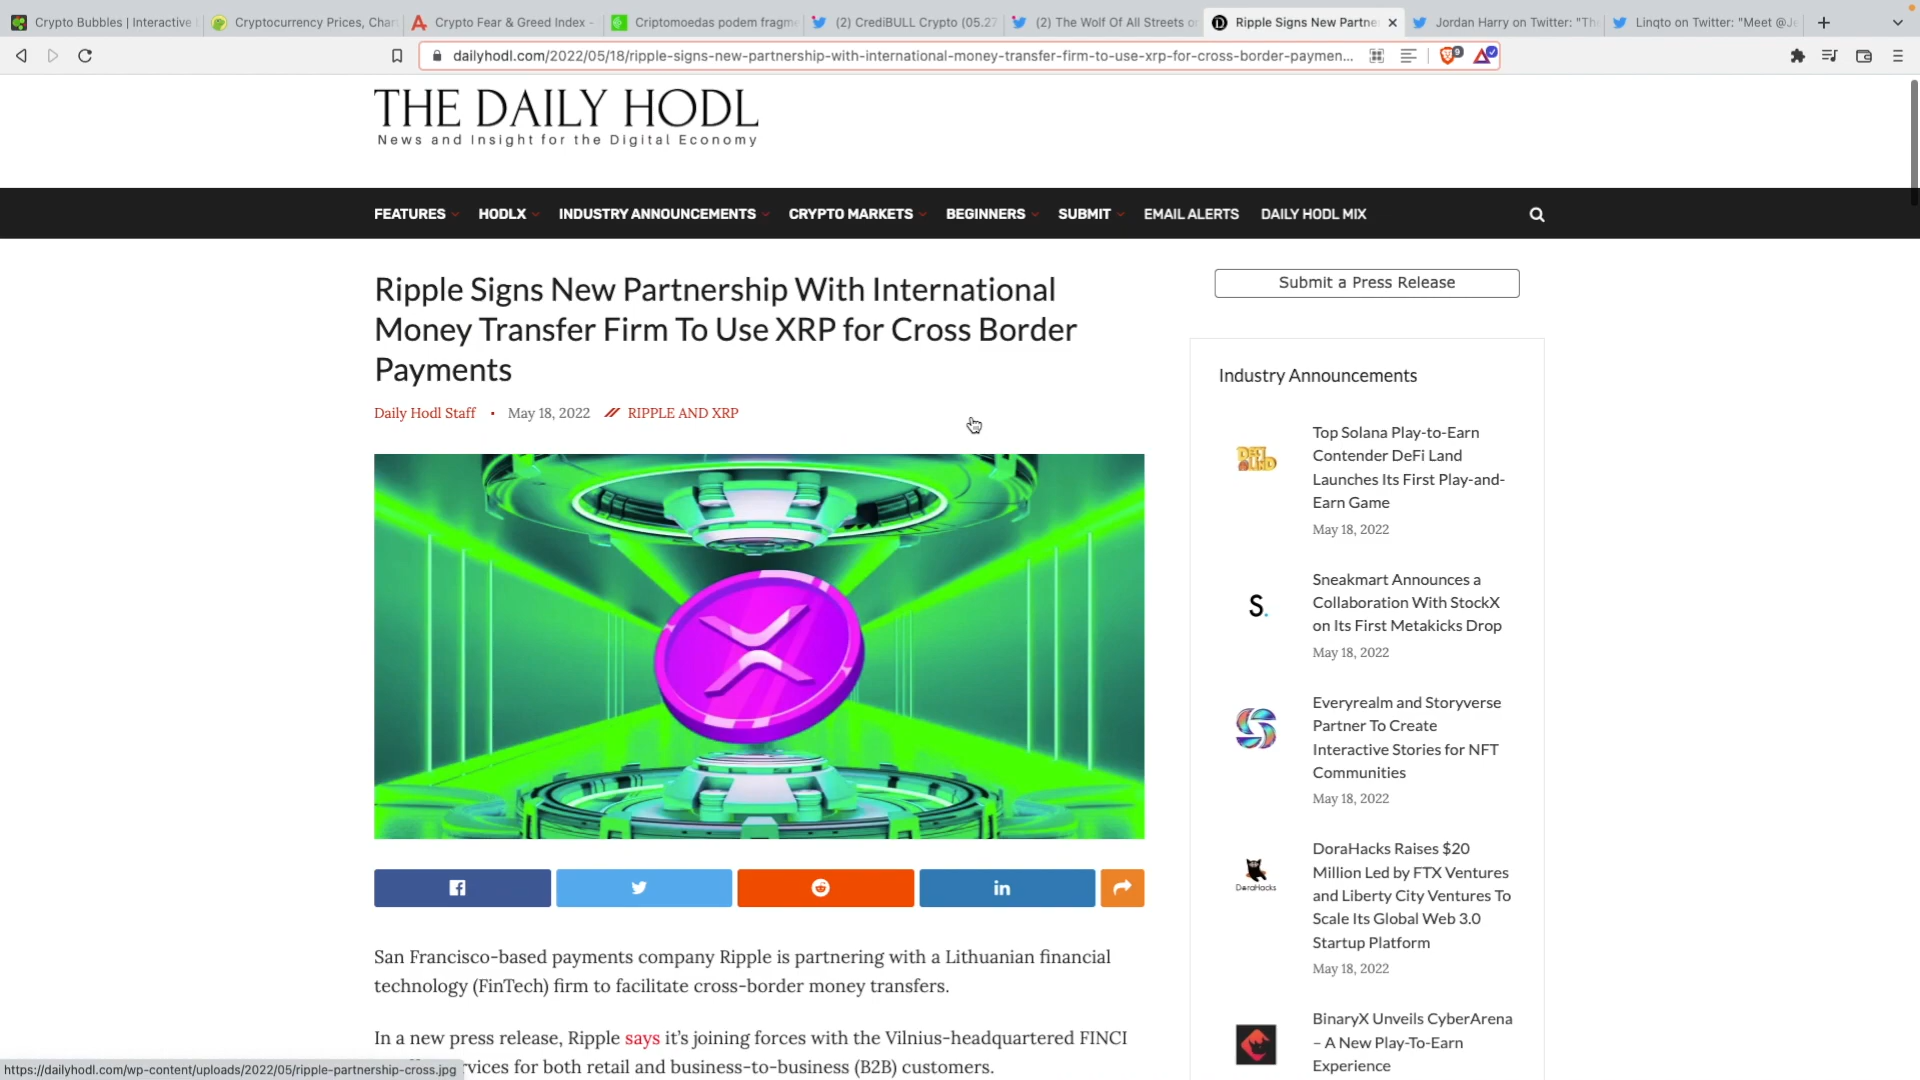 Crypto Bubbles | Interactive
Cryptocurrency Prices, Char
Crypto Fear & Greed Index -
Criptomoedas podem fragme
(2) CrediBULL Crypto (05.27
(2) The Wolf Of All Streets or
Ripple Signs New Partne
Jordan Harry on Twitter: "The
Linqto on Twitter: "Meet @Je
dailyhodl.com/2022/05/18/ripple-signs-new-partnership-with-international-money-transfer-firm-to-use-xrp-for-cross-border-paymen...
9
THE DAILY HODL
News and Insight for the Digital Economy
FEATURES HODLX INDUSTRY ANNOUNCEMENTS CRYPTO MARKETS BEGINNERS SUBMIT EMAIL ALERTS DAILY HODL MIX
Ripple Signs New Partnership With International
Money Transfer Firm To Use XRP for Cross Border
Payments
Daily Hodl Staff • May 18, 2022 // RIPPLE AND XRP
San Francisco-based payments company Ripple is partnering with a Lithuanian financial
technology (FinTech) firm to facilitate cross-border money transfers.
In a new press release, Ripple says it's joining forces with the Vilnius-headquartered FINCI
vices for both retail and business-to-business (B2B) customers.
https://dailyhodl.com/wp-content/uploads/2022/05/ripple-partnership-cross.jpg
Submit a Press Release
Industry Announcements
DEFI LAND
Top Solana Play-to-Earn
Contender DeFi Land
Launches Its First Play-and-
Earn Game
May 18, 2022
S.
Sneakmart Announces a
Collaboration With StockX
on Its First Metakicks Drop
May 18, 2022
Everyrealm and Storyverse
Partner To Create
Interactive Stories for NFT
Communities
May 18, 2022
DoraHacks
DoraHacks Raises $20
Million Led by FTX Ventures
and Liberty City Ventures To
Scale Its Global Web 3.0
Startup Platform
May 18, 2022
BinaryX Unveils CyberArena
– A New Play-To-Earn
Experience